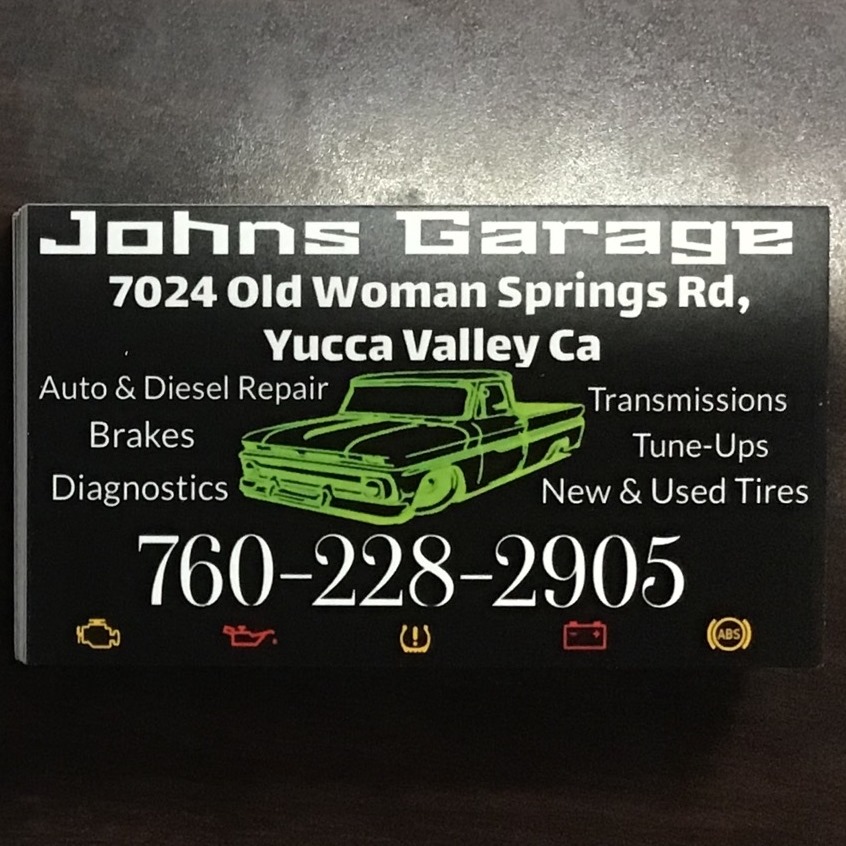 Johns Garage
7024 Old Woman Springs Rd,
Yucca Valley Ca
Auto & Diesel Repair
Brakes
Diagnostics
Transmissions
Tune-Ups
New & Used Tires
760-228-2905
ABS